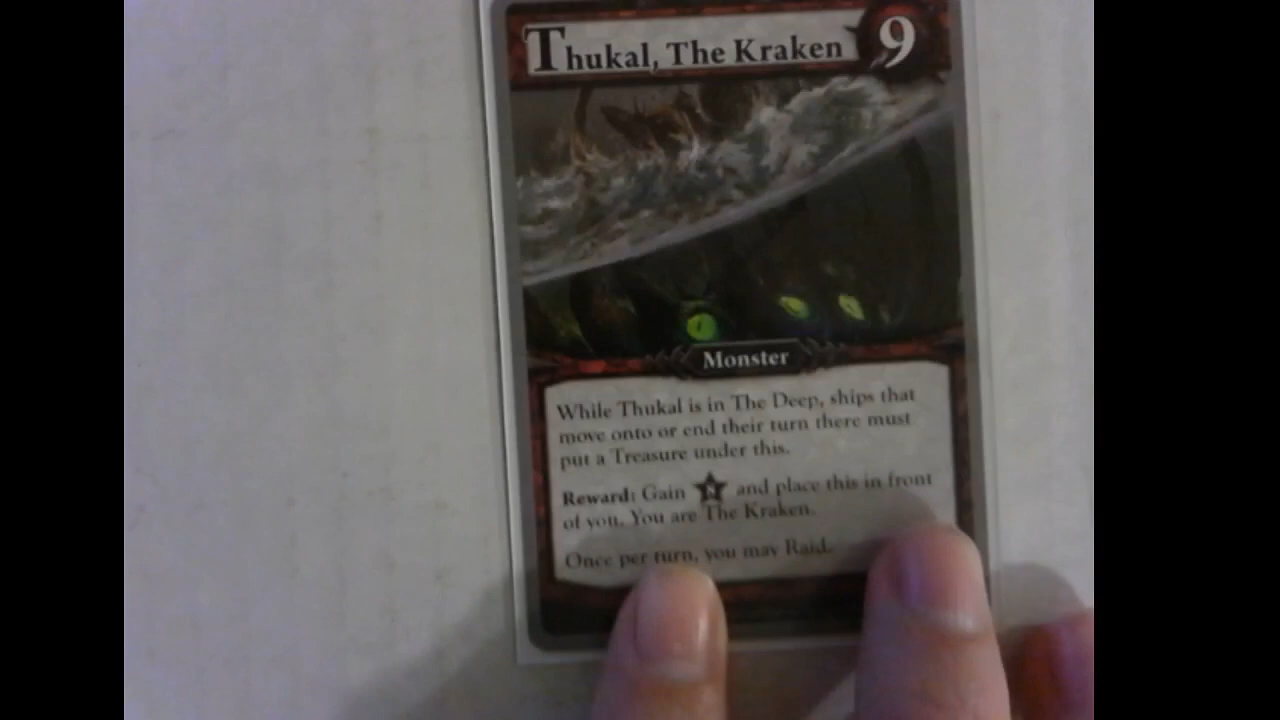 Thukal, The Kraken 9
Monster
While Thukal is in The Deep, ships that
move onto or end their turn there must
put a Treasure under this.
Reward: Gain and place this in front
of you. You are The Kraken.
Once per turn, you may Raid.